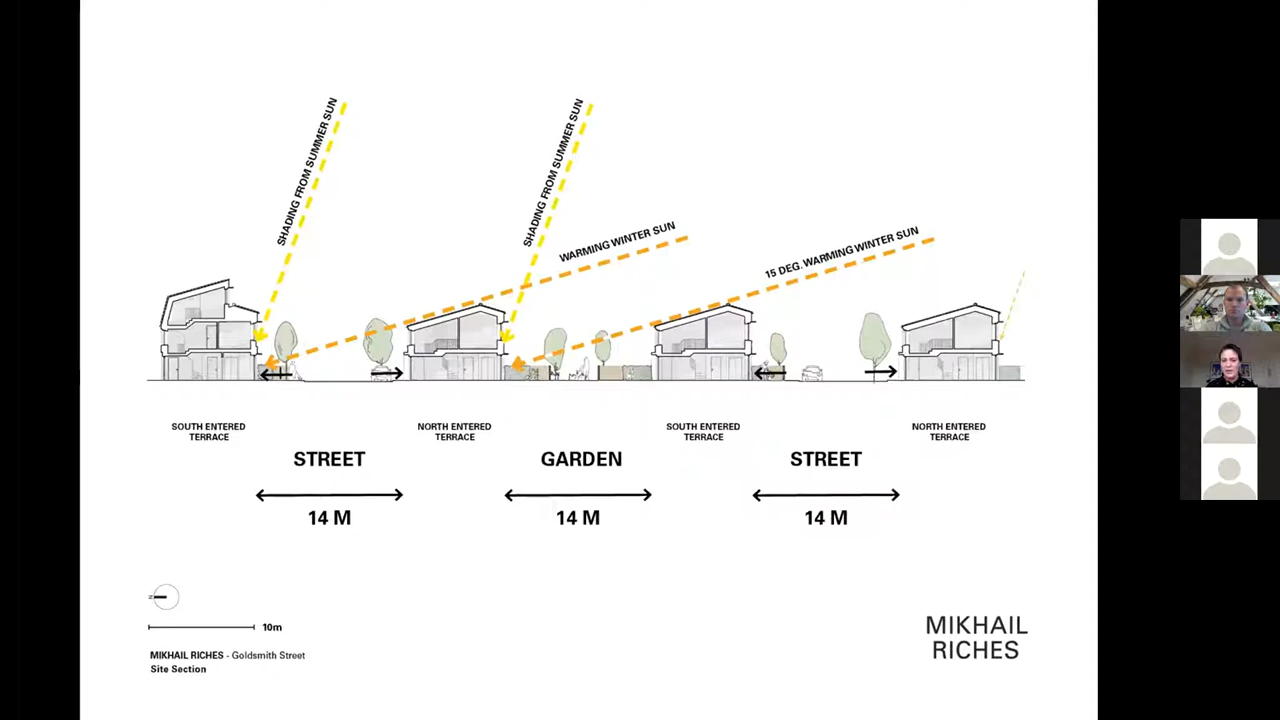 SHADING FROM SUMMER SUN
SHADING FROM SUMMER SUN
WARMING WINTER SUN
15 DEG. WARMING WINTER SUN
SOUTH ENTERED
TERRACE
NORTH ENTERED
TERRACE
SOUTH ENTERED
TERRACE
NORTH ENTERED
TERRACE
STREET
GARDEN
STREET
14 M
14 M
14 M
N
10m
MIKHAIL RICHES - Goldsmith Street
Site Section
MIKHAIL
RICHES